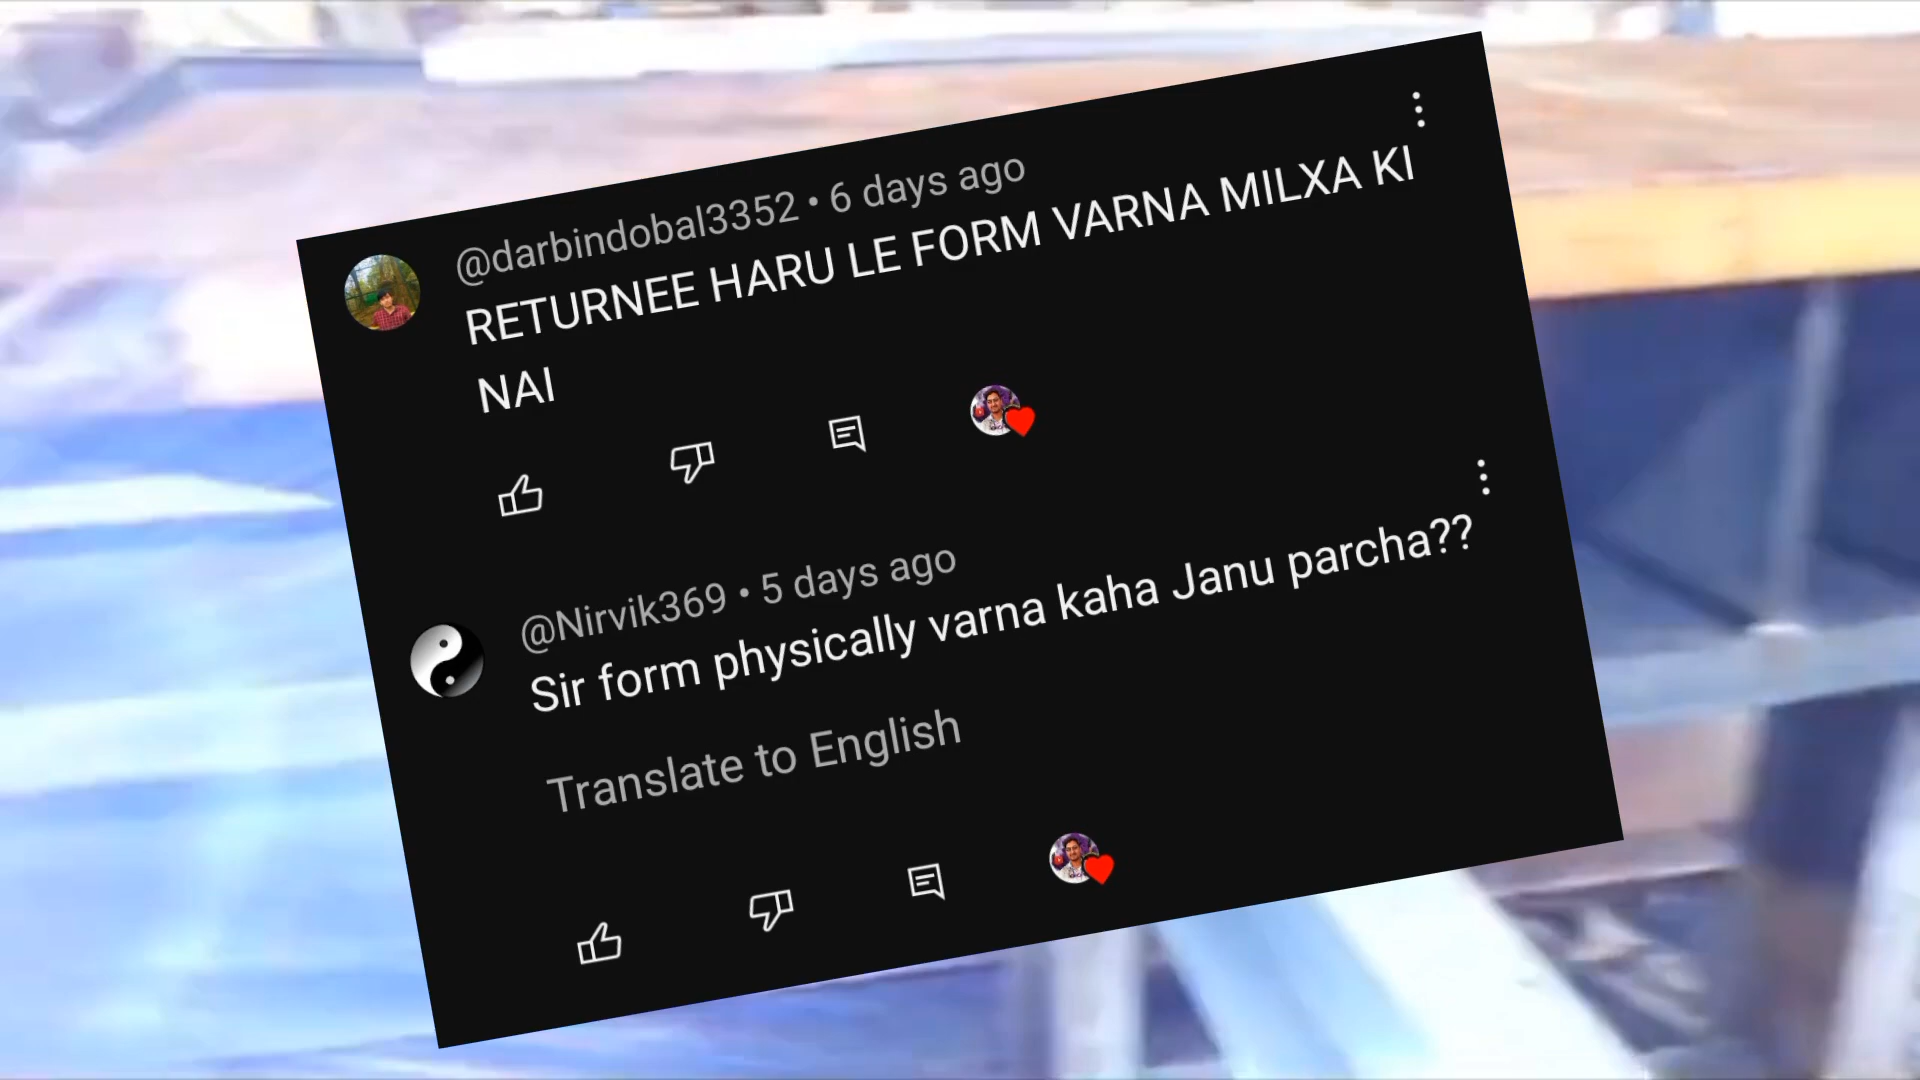 @darbindobal3352 • 6 days ago
RETURNEE HARU LE FORM VARNA MILXA KI
NAI
@Nirvik369 • 5 days ago
Sir form physically varna kaha Janu parcha??
Translate to English